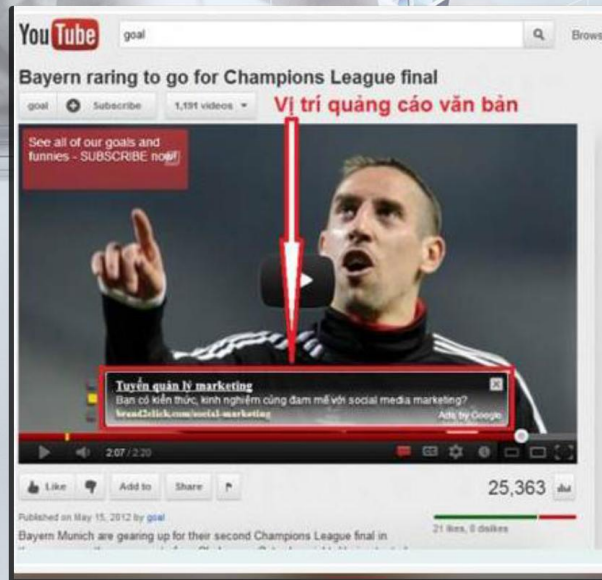 YouTube
goal
Brows
Bayern raring to go for Champions League final
goal Subscribe 1,191 videos
Vị trí quảng cáo văn bản
See all of our goals and
funnies - SUBSCRIBE now!
Tuyển quản lý marketing
Bạn có kiến thức, kinh nghiệm cùng đam mê với social media marketing?
brand2click.com/social-marketing Ads by Google
2:07 / 2:20
CC
Like Add to Share
25,363
Published on May 15, 2012 by goal
21 likes, 0 dislikes
Bayern Munich are gearing up for their second Champions League final in